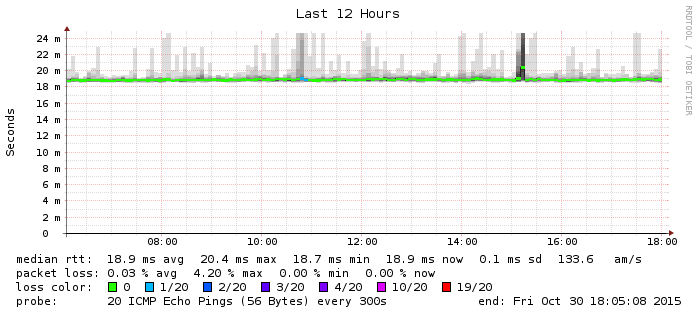 Last 12 Hours
RRDTOOL / TOBI OETIKER
Seconds
24 m
22 m
20 m
18 m
16 m
14 m
12 m
10 m
8 m
6 m
4 m
2 m
0
08:00 10:00 12:00 14:00 16:00 18:00
median rtt: 18.9 ms avg 20.4 ms max 18.7 ms min 18.9 ms now 0.1 ms sd 133.6 am/s
packet loss: 0.03 % avg 4.20 % max 0.00 % min 0.00 % now
loss color: 0 1/20 2/20 3/20 4/20 10/20 19/20
probe: 20 ICMP Echo Pings (56 Bytes) every 300s end: Fri Oct 30 18:05:08 2015